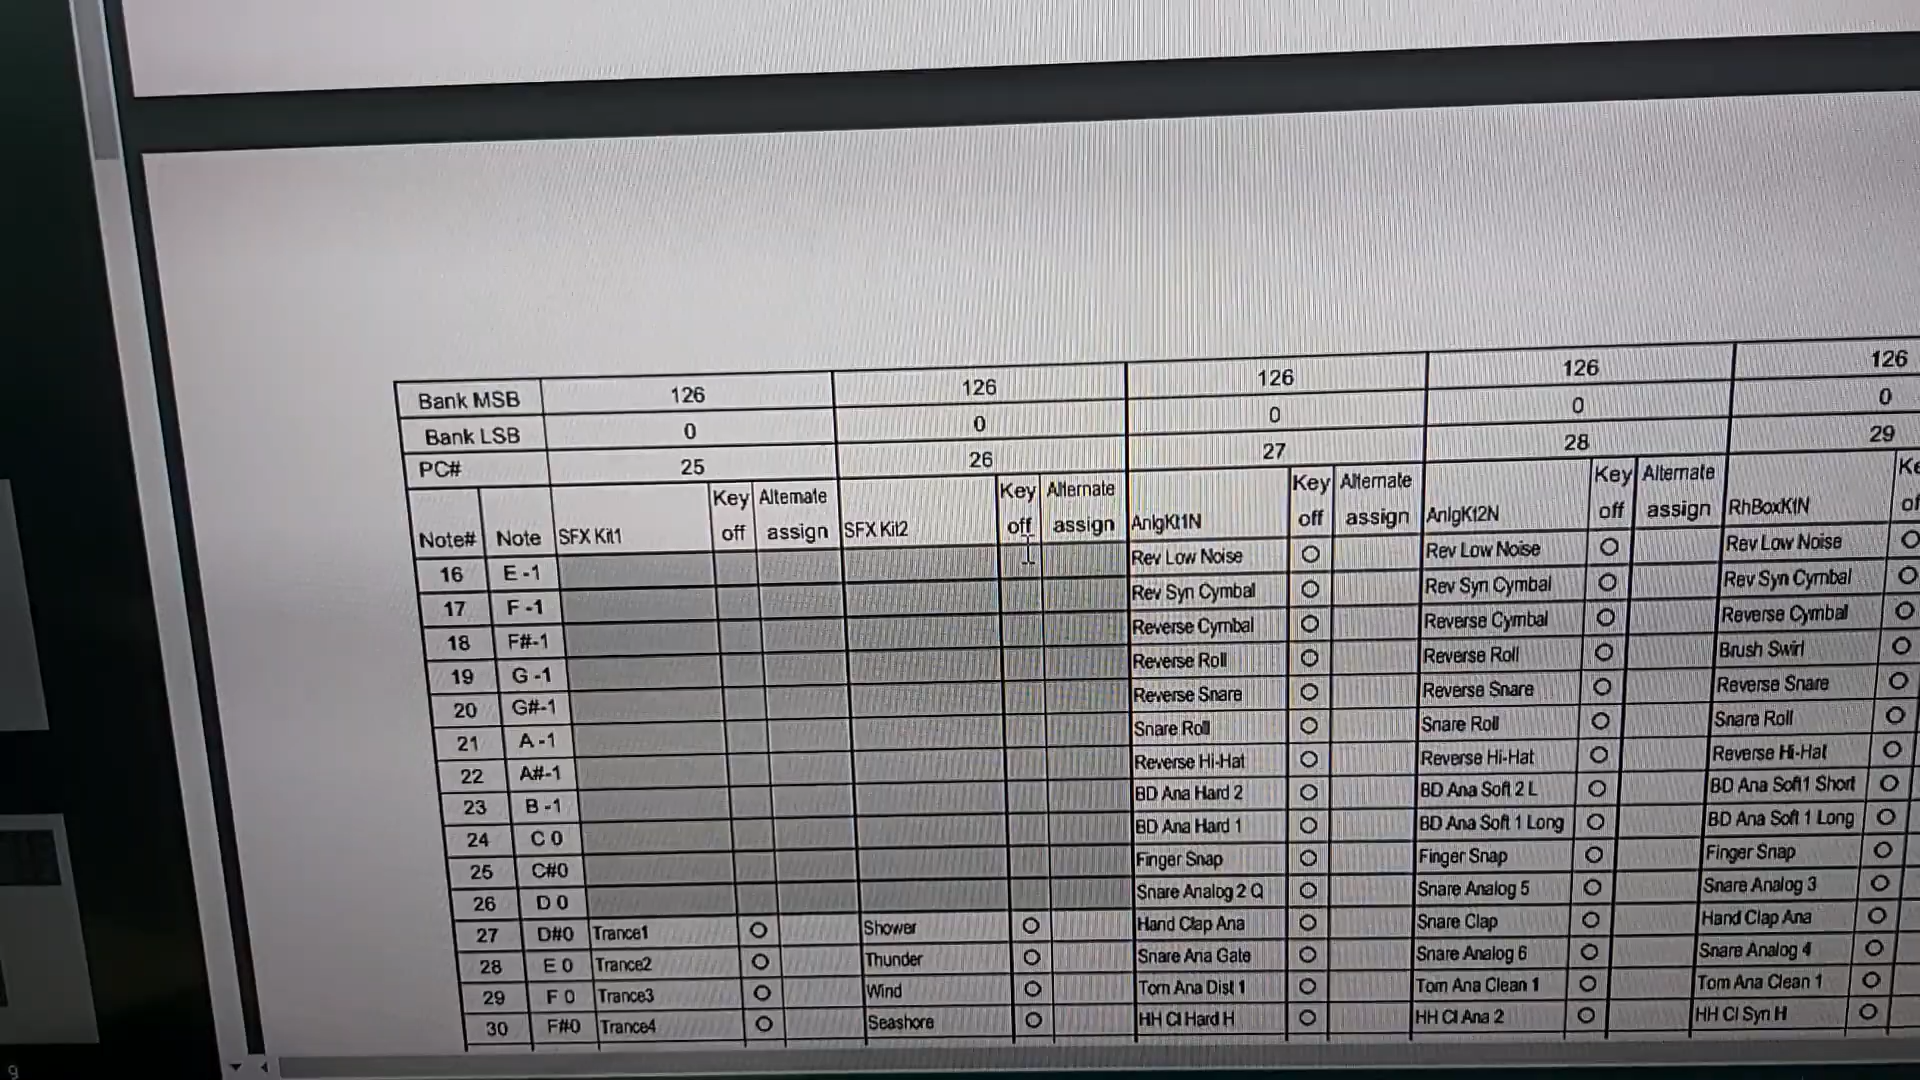 Bank MSB 126 126 126 126 126
Bank LSB 0 0 0 0 0
PC# 25 26 27 28 29
Note# Note SFX Kit1 Key off Alternate assign SFX Kit2 Key off Alternate assign AnlgKt1N Key off Alternate assign AnlgKt2N Key off Alternate assign RhBoxKtN
16 E -1 Rev Low Noise O Rev Low Noise O Rev Low Noise O
17 F -1 Rev Syn Cymbal O Rev Syn Cymbal O Rev Syn Cymbal O
18 F#-1 Reverse Cymbal O Reverse Cymbal O Reverse Cymbal O
19 G -1 Reverse Roll O Reverse Roll O Brush Swirl O
20 G#-1 Reverse Snare O Reverse Snare O Reverse Snare O
21 A -1 Snare Roll O Snare Roll O Snare Roll O
22 A#-1 Reverse Hi-Hat O Reverse Hi-Hat O Reverse Hi-Hat O
23 B -1 BD Ana Hard 2 O BD Ana Soft 2 L O BD Ana Soft1 Short O
24 C 0 BD Ana Hard 1 O BD Ana Soft 1 Long O BD Ana Soft 1 Long O
25 C#0 Finger Snap O Finger Snap O Finger Snap O
26 D 0 Snare Analog 2 Q O Snare Analog 5 O Snare Analog 3 O
27 D#0 Trance1 O Shower O Hand Clap Ana O Snare Clap O Hand Clap Ana O
28 E 0 Trance2 O Thunder O Snare Ana Gate O Snare Analog 6 O Snare Analog 4 O
29 F 0 Trance3 O Wind O Tom Ana Dist 1 O Tom Ana Clean 1 O Tom Ana Clean 1 O
30 F#0 Trance4 O Seashore O HH Cl Hard H O HH Cl Ana 2 O HH Cl Syn H O